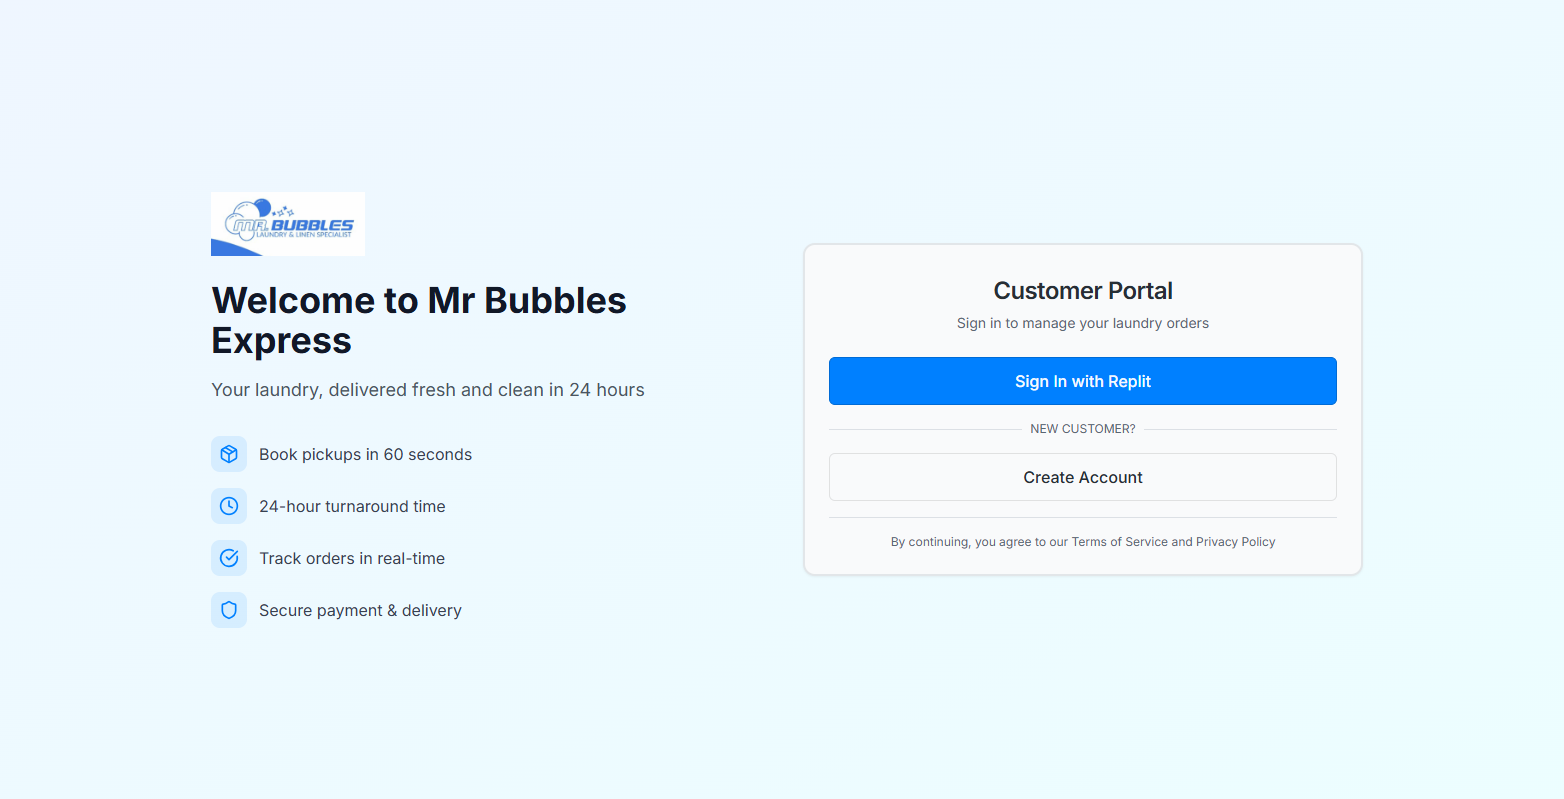 MR. BUBBLES
LAUNDRY & LINEN SPECIALIST
Welcome to Mr Bubbles
Express
Your laundry, delivered fresh and clean in 24 hours
Book pickups in 60 seconds
24-hour turnaround time
Track orders in real-time
Secure payment & delivery
Customer Portal
Sign in to manage your laundry orders
Sign In with Replit
NEW CUSTOMER?
Create Account
By continuing, you agree to our Terms of Service and Privacy Policy